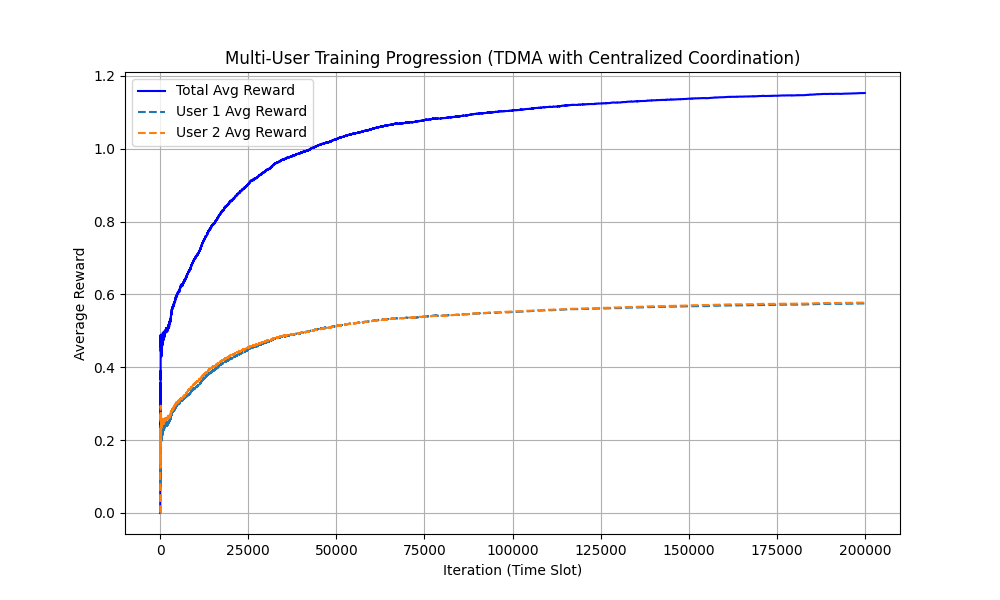 Multi-User Training Progression (TDMA with Centralized Coordination)
Total Avg Reward
User 1 Avg Reward
User 2 Avg Reward
1.2
1.0
0.8
0.6
0.4
0.2
0.0
Average Reward
0 25000 50000 75000 100000 125000 150000 175000 200000
Iteration (Time Slot)